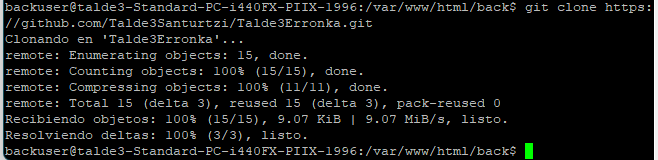 backuser@talde3-Standard-PC-i440FX-PIIX-1996:/var/www/html/back$ git clone https:
//github.com/Talde3Santurtzi/Talde3Erronka.git
Clonando en 'Talde3Erronka'...
remote: Enumerating objects: 15, done.
remote: Counting objects: 100% (15/15), done.
remote: Compressing objects: 100% (11/11), done.
remote: Total 15 (delta 3), reused 15 (delta 3), pack-reused 0
Recibiendo objetos: 100% (15/15), 9.07 KiB | 9.07 MiB/s, listo.
Resolviendo deltas: 100% (3/3), listo.
backuser@talde3-Standard-PC-i440FX-PIIX-1996:/var/www/html/back$